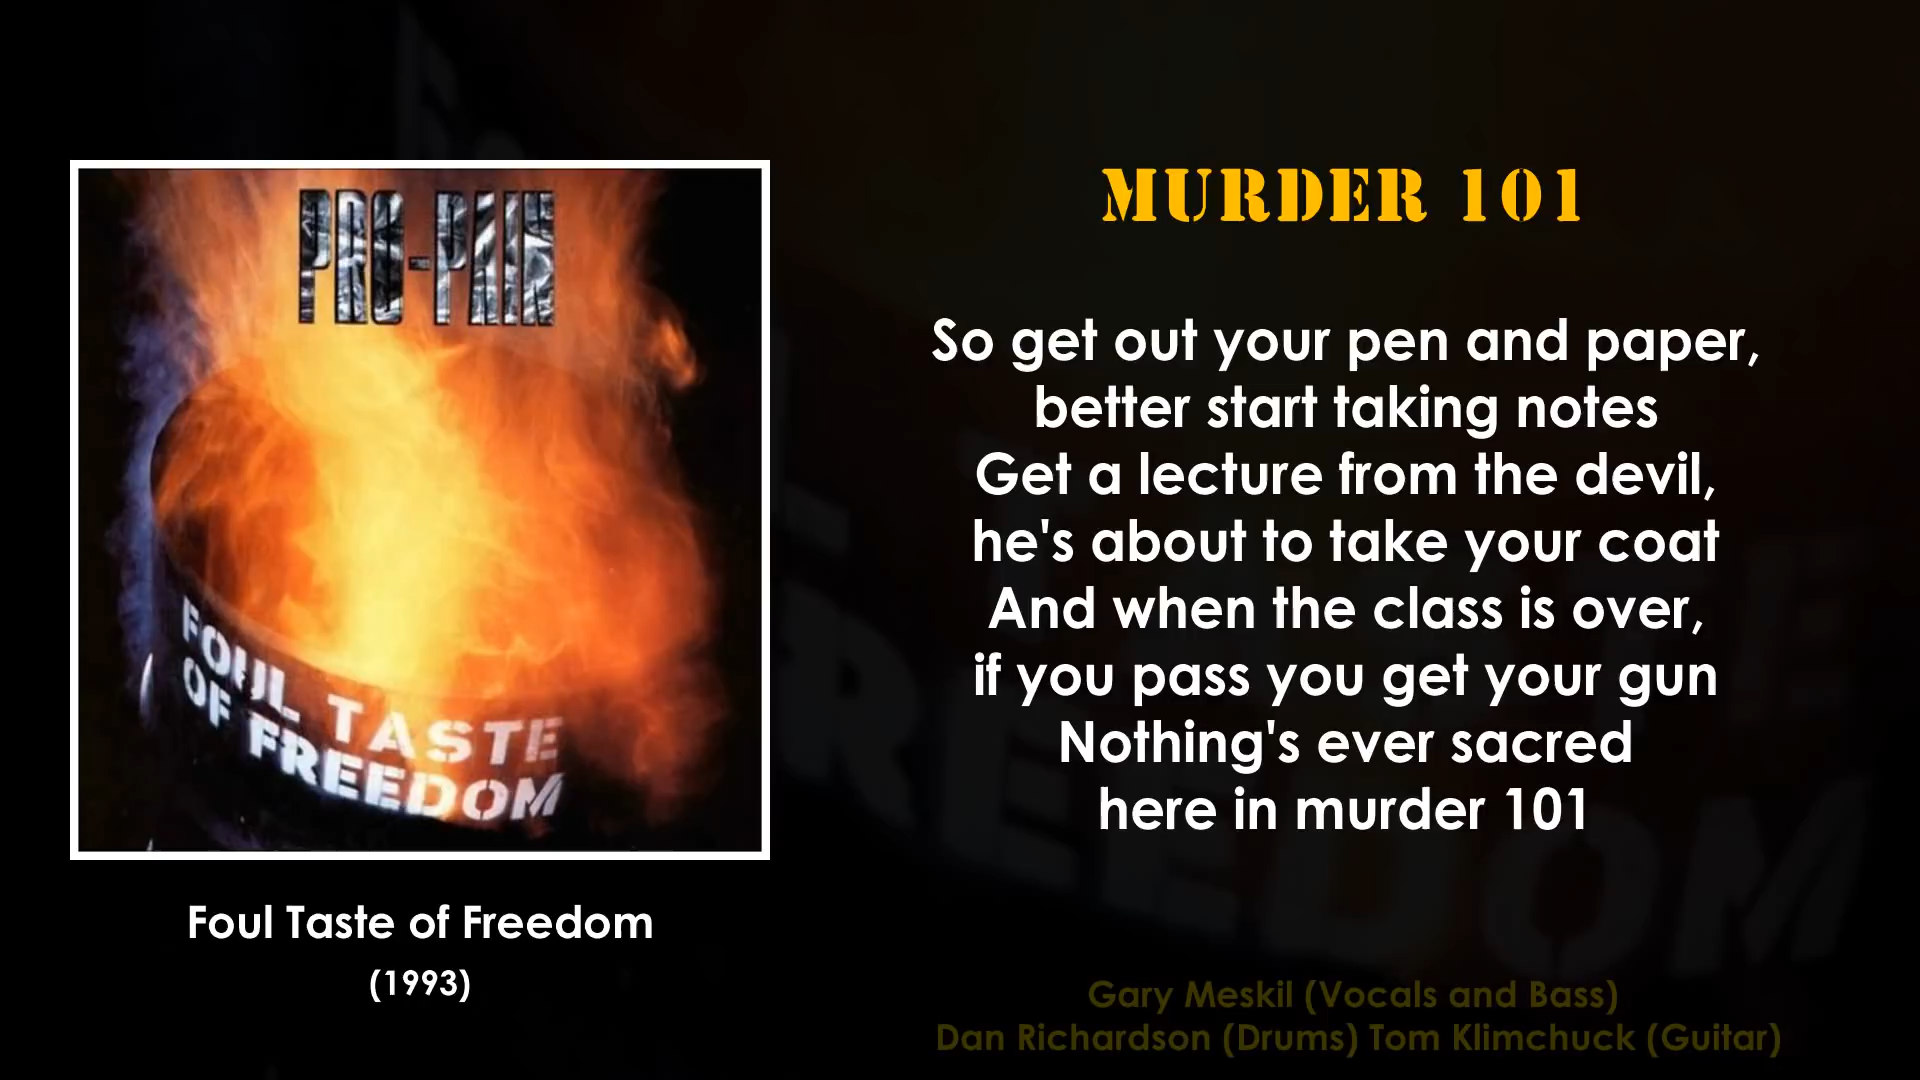 PRO-PAIN
FOUL TASTE
OF FREEDOM
Foul Taste of Freedom
(1993)
MURDER 101
So get out your pen and paper,
better start taking notes
Get a lecture from the devil,
he's about to take your coat
And when the class is over,
if you pass you get your gun
Nothing's ever sacred
here in murder 101
Gary Meskil (Vocals and Bass)
Dan Richardson (Drums) Tom Klimchuck (Guitar)